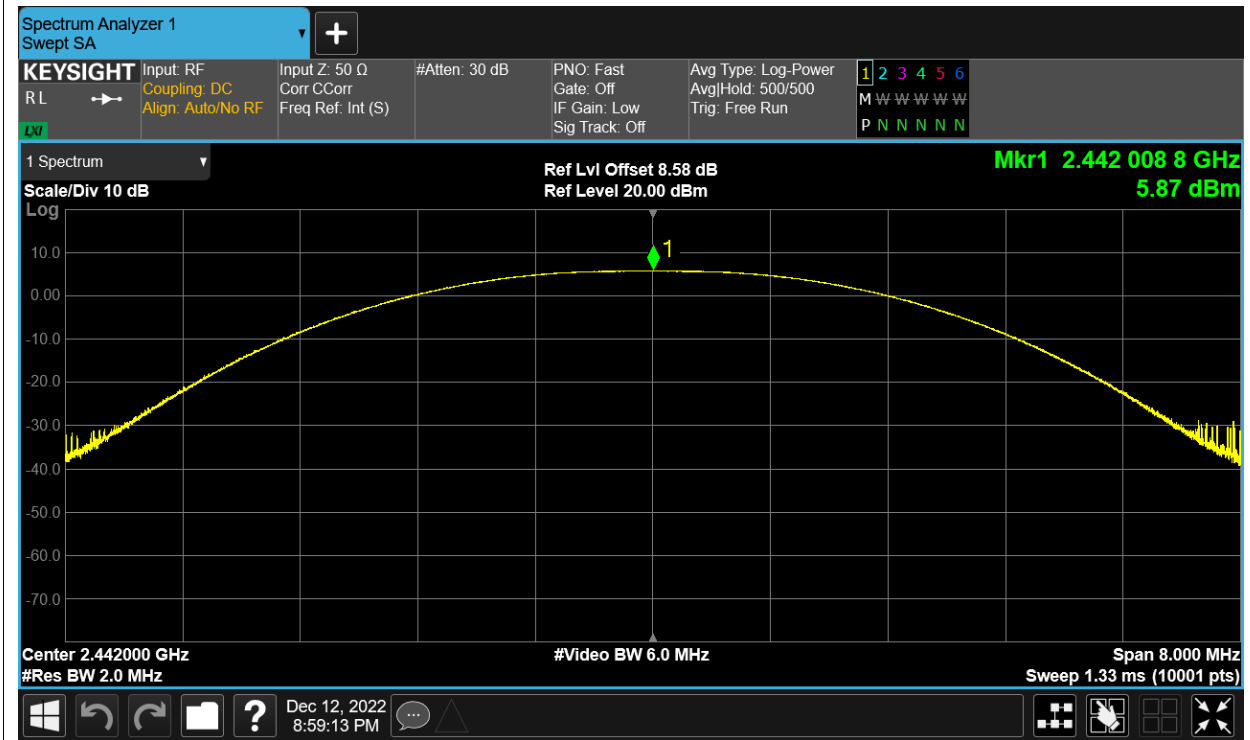 Spectrum Analyzer 1
Swept SA
KEYSIGHT
R L
LXI
Input: RF
Coupling: DC
Align: Auto/No RF
Input Z: 50 Ω
Corr CCorr
Freq Ref: Int (S)
#Atten: 30 dB
PNO: Fast
Gate: Off
IF Gain: Low
Sig Track: Off
Avg Type: Log-Power
Avg|Hold: 500/500
Trig: Free Run
1 2 3 4 5 6
M W W W W W
P N N N N N
1 Spectrum
Scale/Div 10 dB
Log
Ref Lvl Offset 8.58 dB
Ref Level 20.00 dBm
Mkr1 2.442 008 8 GHz
5.87 dBm
1
10.0
0.00
-10.0
-20.0
-30.0
-40.0
-50.0
-60.0
-70.0
Center 2.442000 GHz
#Res BW 2.0 MHz
#Video BW 6.0 MHz
Span 8.000 MHz
Sweep 1.33 ms (10001 pts)
?
Dec 12, 2022
8:59:13 PM